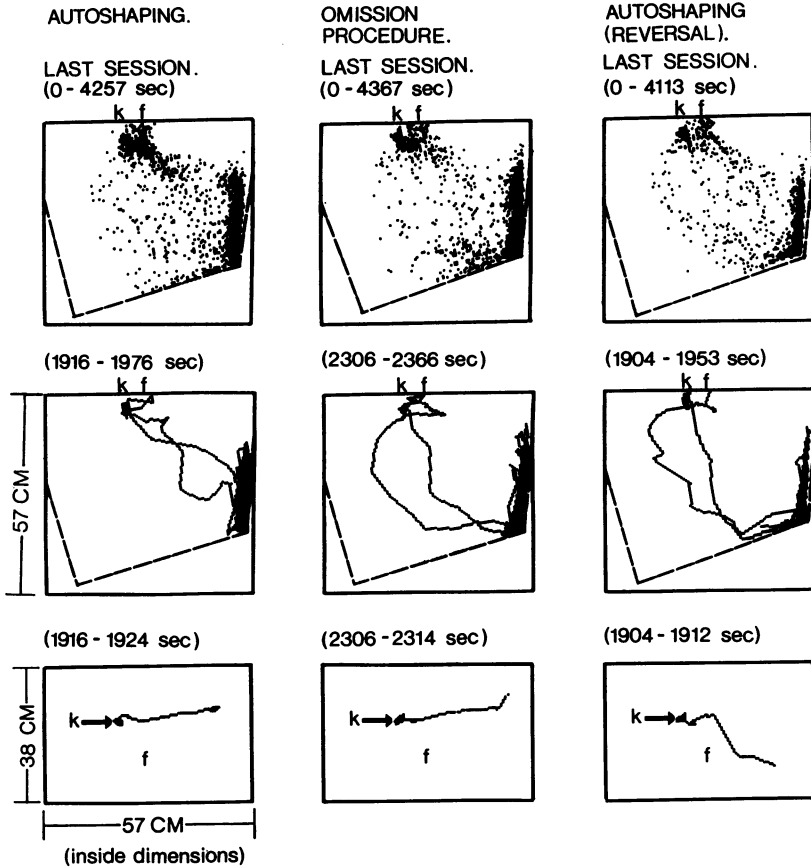 AUTOSHAPING.
OMISSION
PROCEDURE.
AUTOSHAPING
(REVERSAL).
LAST SESSION.
(0 - 4257 sec)
LAST SESSION.
(0 - 4367 sec)
LAST SESSION.
(0 - 4113 sec)
k f
k f
k f
(1916 - 1976 sec)
(2306 - 2366 sec)
(1904 - 1953 sec)
k f
k f
k f
57 CM
(1916 - 1924 sec)
(2306 - 2314 sec)
(1904 - 1912 sec)
38 CM
k
f
k
f
k
f
57 CM
(inside dimensions)